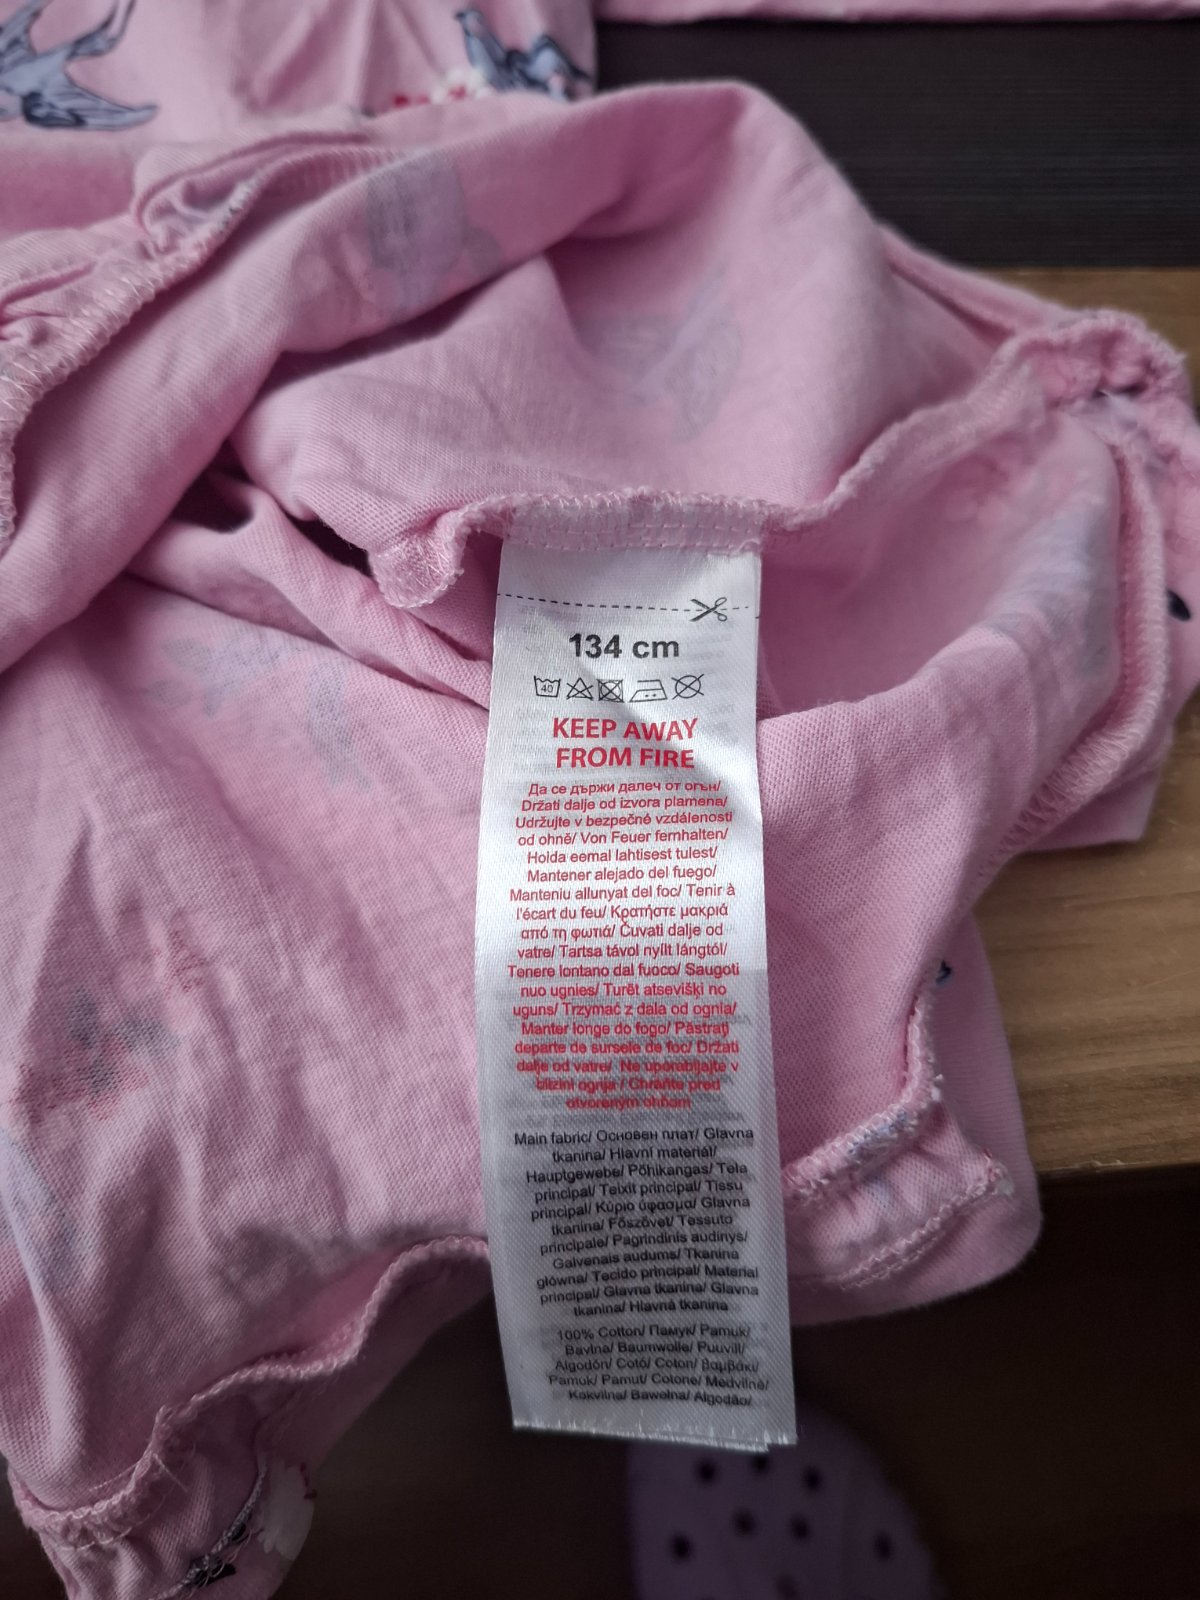 134 cm
40
KEEP AWAY
FROM FIRE
Да се държи далеч от огън/
Držati dalje od izvora plamena/
Udržujte v bezpečné vzdálenosti
od ohně/ Von Feuer fernhalten/
Hoida eemal lahtisest tulest/
Mantener alejado del fuego/
Manteniu allunyat del foc/ Tenir à
l'écart du feu/ Κρατήστε μακριά
από τη φωτιά/ Čuvati dalje od
vatre/ Tartsa távol nyílt lángtól/
Tenere lontano dal fuoco/ Saugoti
nuo ugnies/ Turēt atsevišķi no
uguns/ Trzymać z dala od ognia/
Manter longe do fogo/ Păstrați
departe de sursele de foc/ Držati
dalje od vatre/ Ne uporabljajte v
bližini ognja / Chráňte pred
otvoreným ohňom
Main fabric/ Основен плат/ Glavna
tkanina/ Hlavní materiál/
Hauptgewebe/ Põhikangas/ Tela
principal/ Teixit principal/ Tissu
principal/ Κύριο ύφασμα/ Glavna
tkanina/ Főszövet/ Tessuto
principale/ Pagrindinis audinys/
Galvenais audums/ Tkanina
główna/ Tecido principal/ Material
principal/ Glavna tkanina/ Glavna
tkanina/ Hlavná tkanina
100% Cotton/ Памук/ Pamuk/
Bavlna/ Baumwolle/ Puuvill/
Algodón/ Cotó/ Coton/ βαμβάκι/
Pamuk/ Pamut/ Cotone/ Medvilnė/
Kokvilna/ Bawełna/ Algodão/